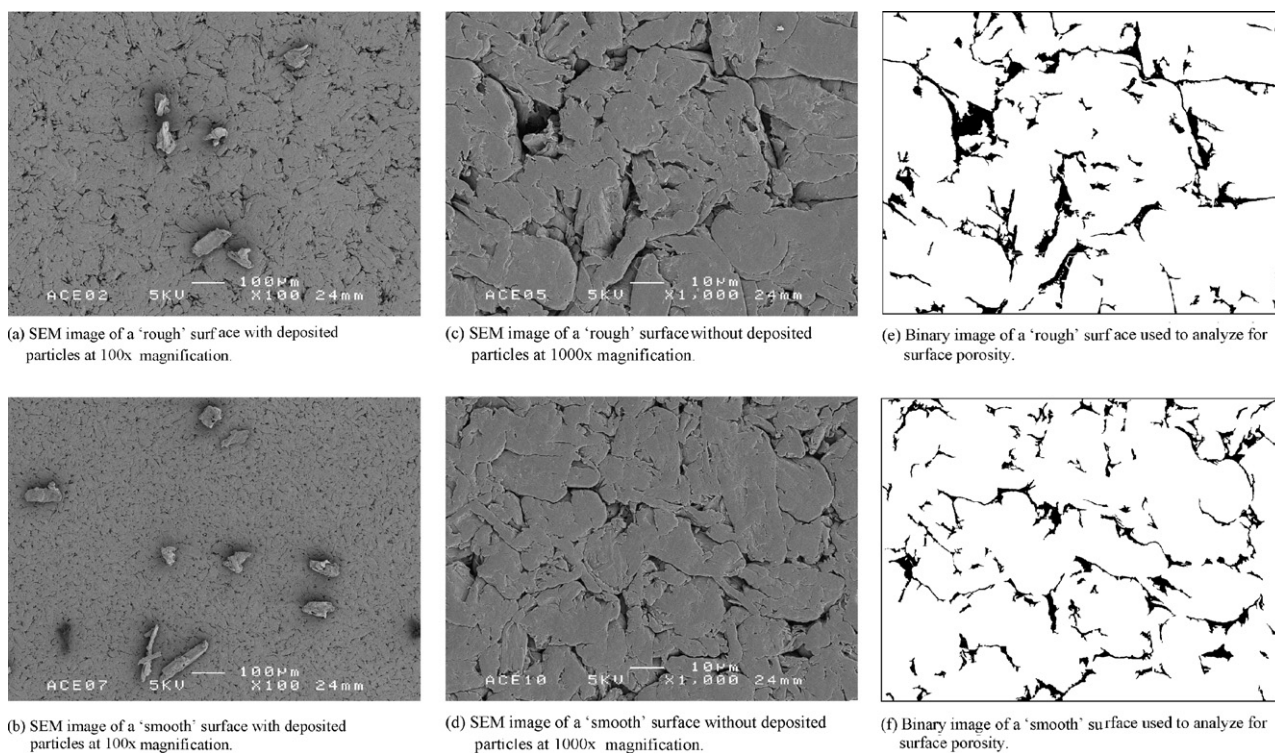 100µm
ACE02 5KV X100 24mm
(a) SEM image of a ‘rough’ surf ace with deposited
particles at 100x magnification.
10µm
ACE05 5KV X1,000 24mm
(c) SEM image of a ‘rough’ surface without deposited
particles at 1000x magnification.
(e) Binary image of a ‘rough’ surf ace used to analyze for
surface porosity.
100µm
ACE07 5KV X100 24mm
(b) SEM image of a ‘smooth’ surface with deposited
particles at 100x magnification.
10µm
ACE10 5KV X1,000 24mm
(d) SEM image of a ‘smooth’ surface without deposited
particles at 1000x magnification.
(f) Binary image of a ‘smooth’ surface used to analyze for
surface porosity.